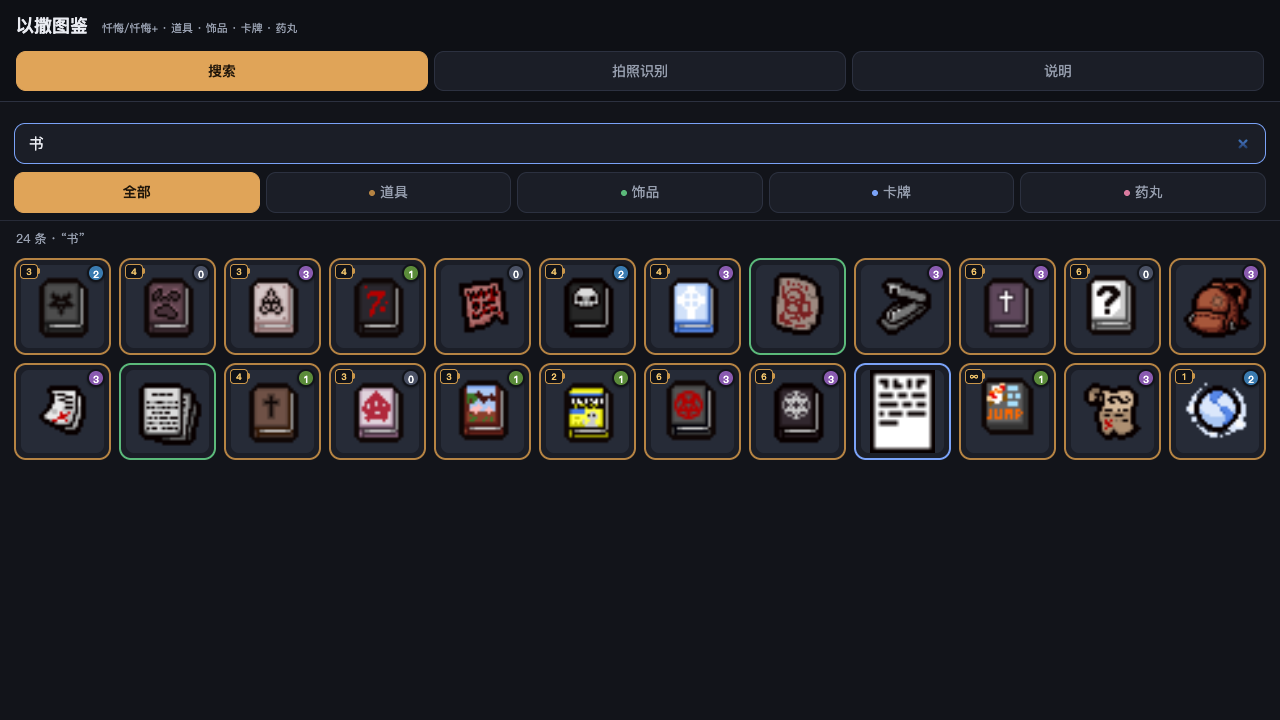 以撒图鉴 忏悔/忏悔+ · 道具 · 饰品 · 卡牌 · 药丸
搜索 拍照识别 说明
书 ×
全部 道具 饰品 卡牌 药丸
24 条 · “书”
3 2 4 0 3 3 4 1 0 4 2 4 3 3 6 3 6 0 3
7
?
3 4 1 3 0 3 1 2 1 6 3 6 3 ∞ 1 3 1 2
JUMP